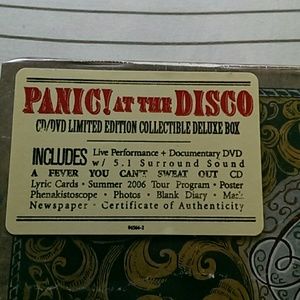 PANIC! AT THE DISCO
CD/DVD LIMITED EDITION COLLECTIBLE DELUXE BOX
INCLUDES Live Performance + Documentary DVD
w/ 5.1 Surround Sound
A FEVER YOU CAN'T SWEAT OUT CD
Lyric Cards • Summer 2006 Tour Program • Poster
Phenakistoscope • Photos • Blank Diary • Mask
Newspaper • Certificate of Authenticity